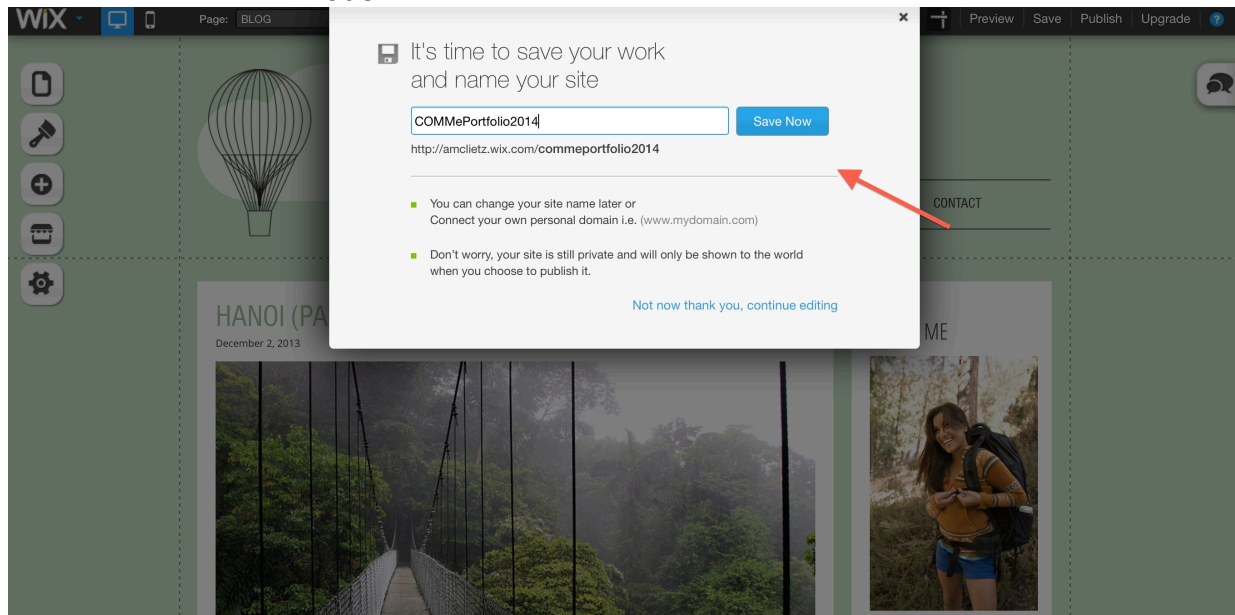 WiX
Page: BLOG
Preview Save Publish Upgrade ?
It's time to save your work
and name your site
COMMePortfolio2014 Save Now
http://amclietz.wix.com/commeportfolio2014
You can change your site name later or
Connect your own personal domain i.e. (www.mydomain.com)
CONTACT
Don't worry, your site is still private and will only be shown to the world
when you choose to publish it.
Not now thank you, continue editing
HANOI (PA
December 2, 2013
ME